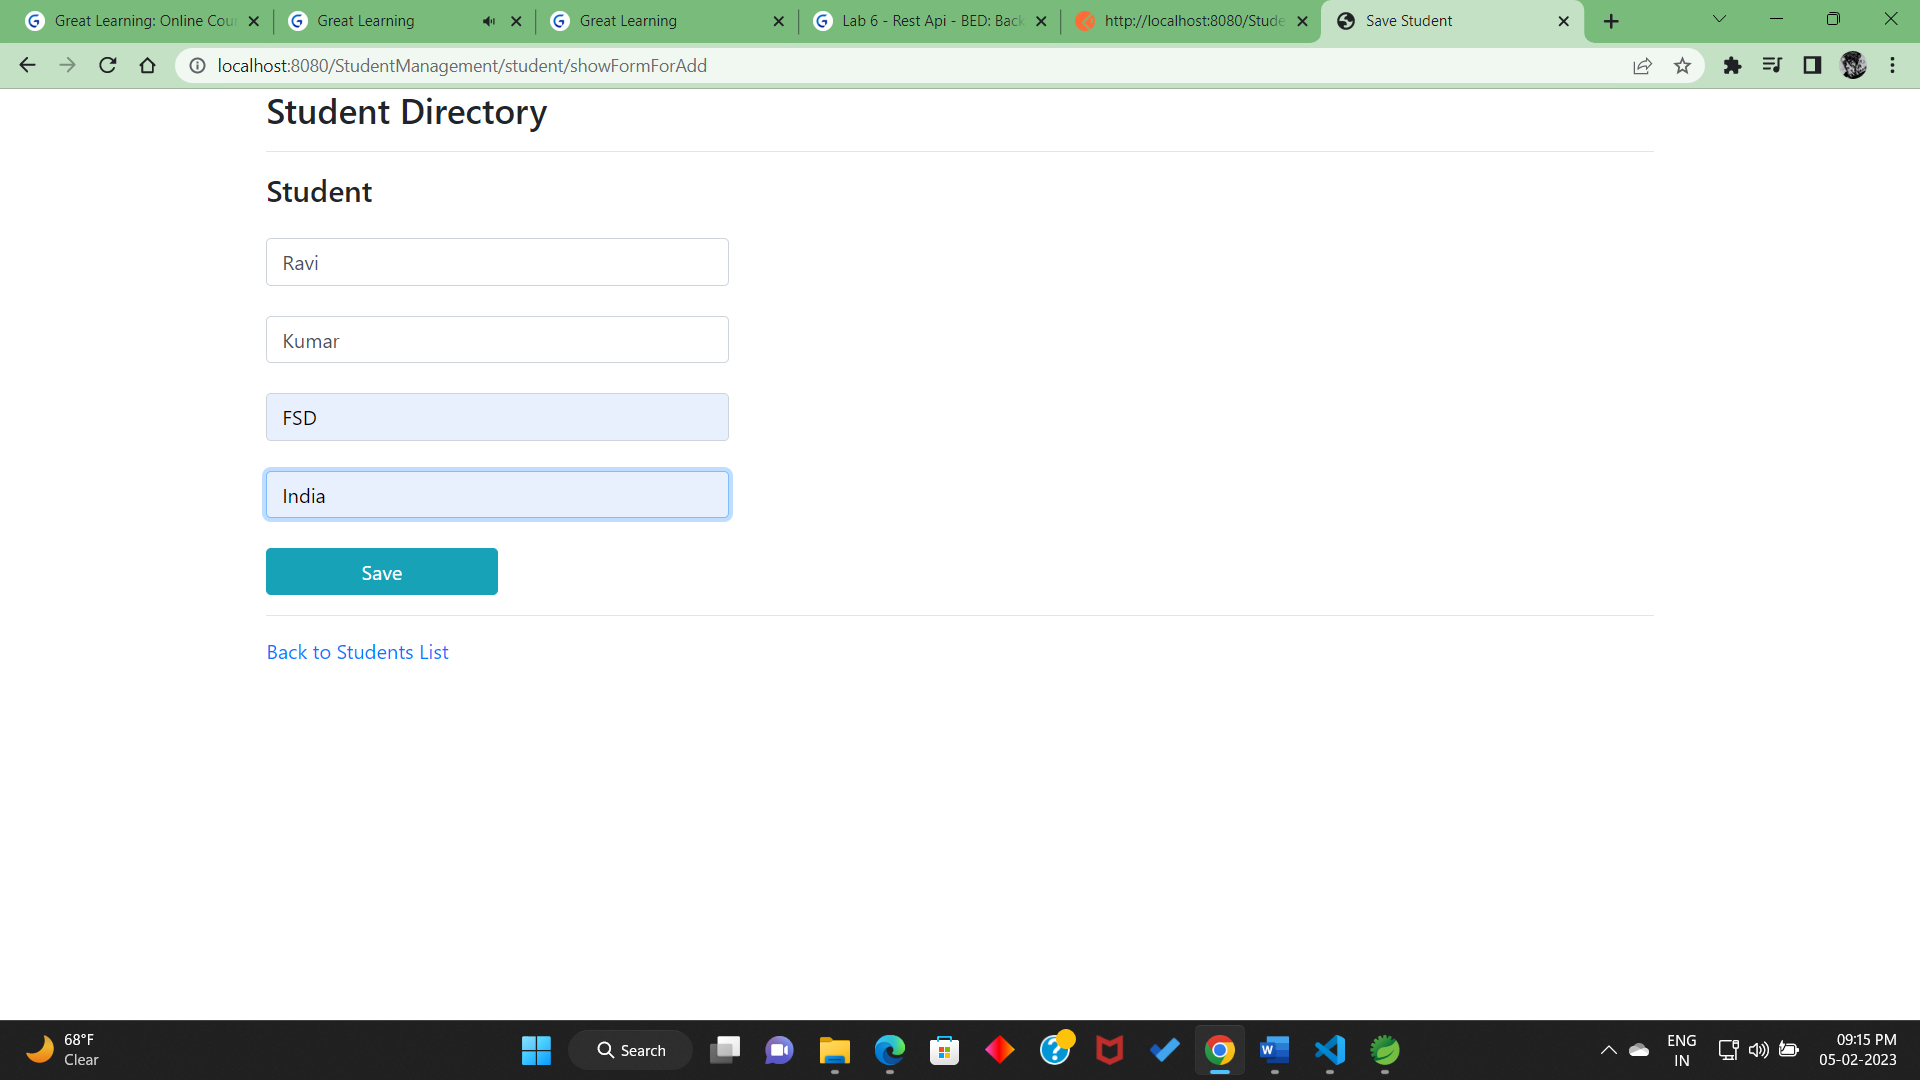 Great Learning: Online Cour
Great Learning
Great Learning
Lab 6 - Rest Api - BED: Back
http://localhost:8080/Stude
Save Student
localhost:8080/StudentManagement/student/showFormForAdd
Student Directory
Student
Ravi
Kumar
FSD
India
Save
Back to Students List
68°F
Clear
Search
ENG
IN
09:15 PM
05-02-2023